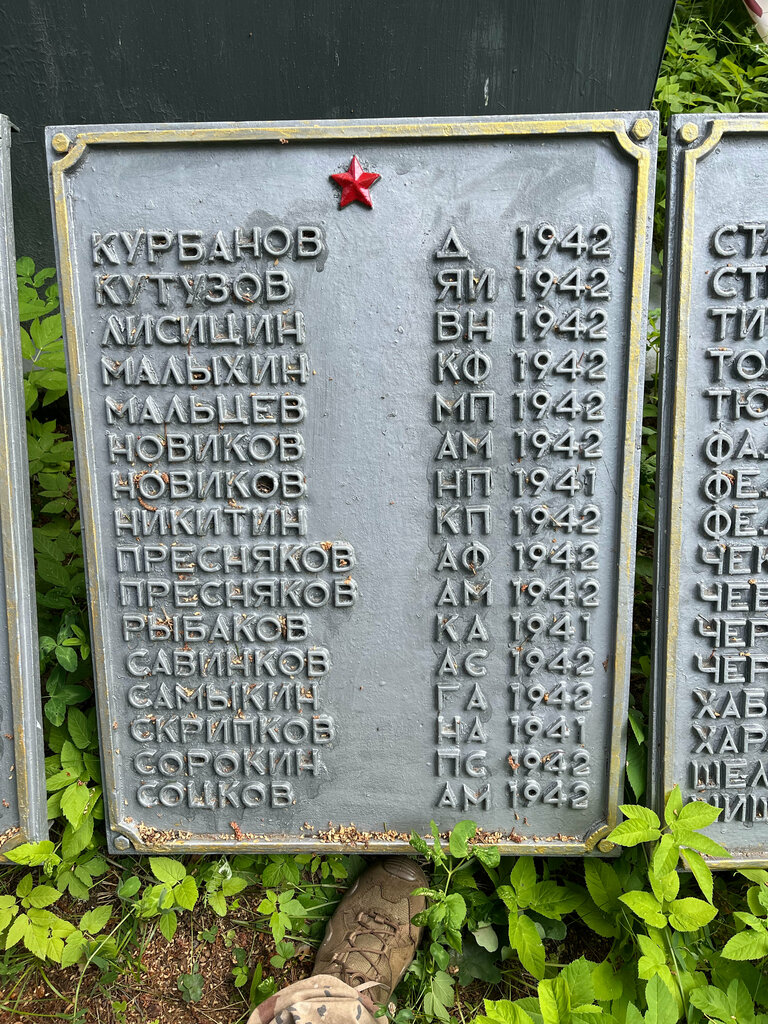 КУРБАНОВ Д 1942
КУТУЗОВ ЯИ 1942
ЛИСИЦИН ВН 1942
МАЛЫХИН КФ 1942
МАЛЬЦЕВ МП 1942
НОВИКОВ АМ 1942
НОВИКОВ НП 1941
НИКИТИН КП 1942
ПРЕСНЯКОВ АФ 1942
ПРЕСНЯКОВ АМ 1942
РЫБАКОВ КА 1941
САВИНКОВ АС 1942
САМЫКИН ГА 1942
СКРИПКОВ НА 1941
СОРОКИН ПС 1942
СОЦКОВ АМ 1942